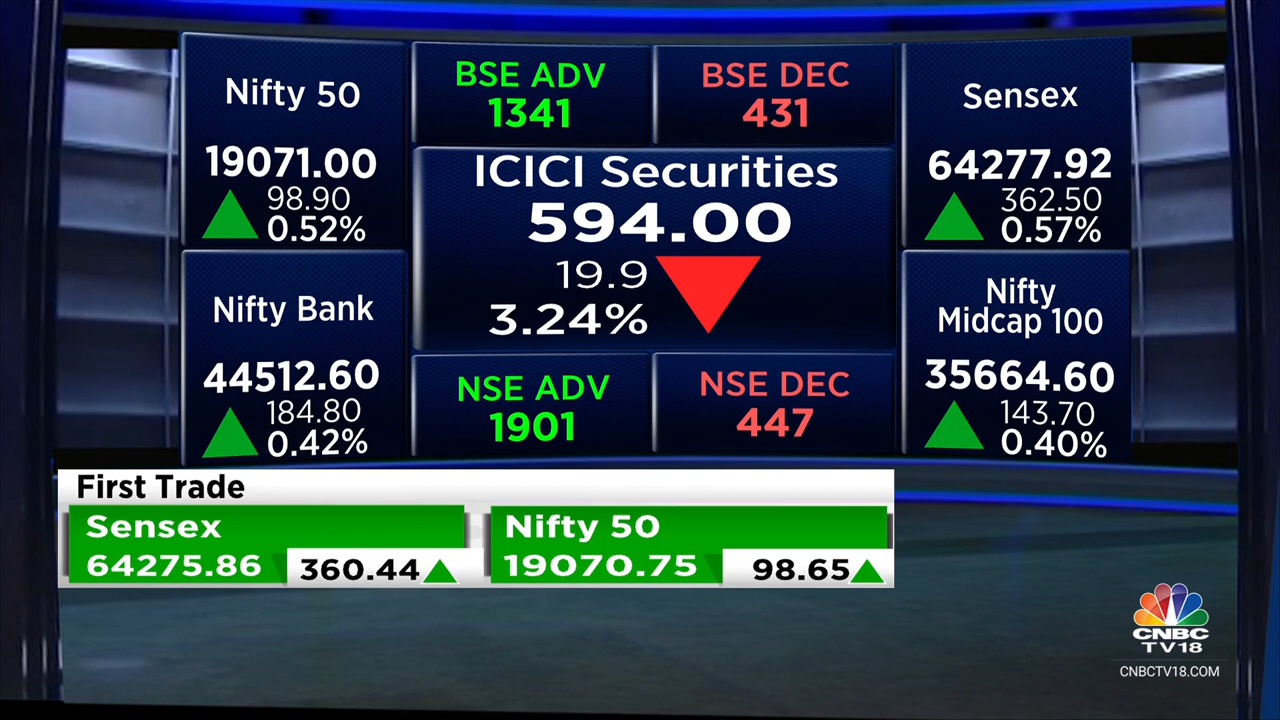 Nifty 50
19071.00
98.90
0.52%
BSE ADV
1341
BSE DEC
431
Sensex
64277.92
362.50
0.57%
ICICI Securities
594.00
19.9
3.24%
Nifty Bank
44512.60
184.80
0.42%
NSE ADV
1901
NSE DEC
447
Nifty
Midcap 100
35664.60
143.70
0.40%
First Trade
Sensex
64275.86
360.44
Nifty 50
19070.75
98.65
CNBC
TV18
CNBCTV18.COM